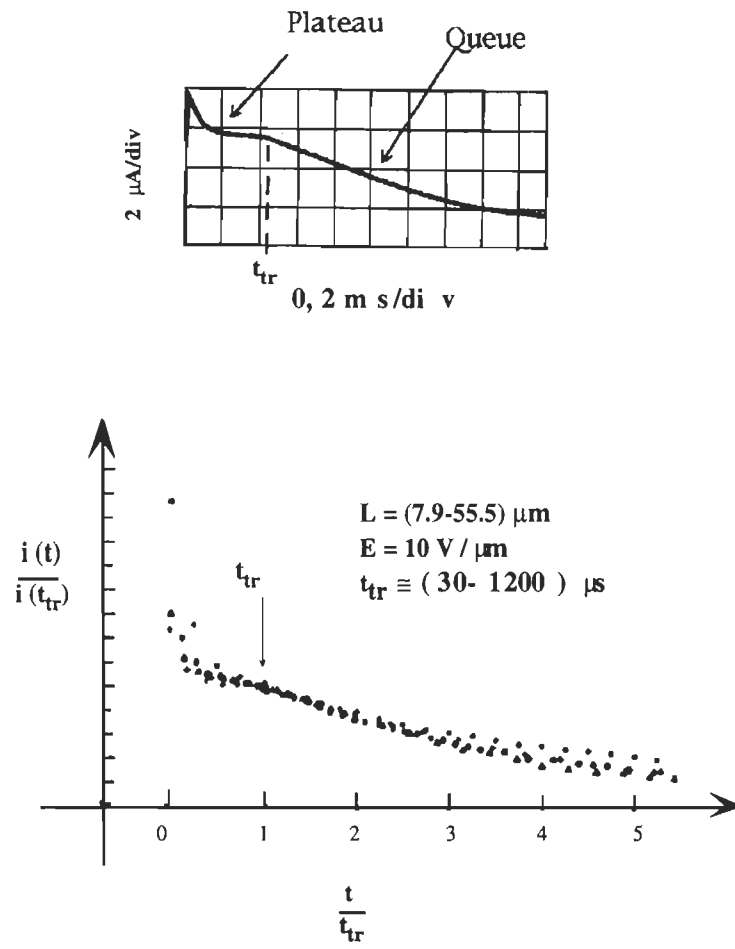 Plateau
Queue
2 μA/div
t_tr
0, 2 m s/di v
i (t)
i (t_tr)
t_tr
L = (7.9-55.5) μm
E = 10 V / μm
t_tr ≅ ( 30- 1200 ) μs
0 1 2 3 4 5
t
t_tr